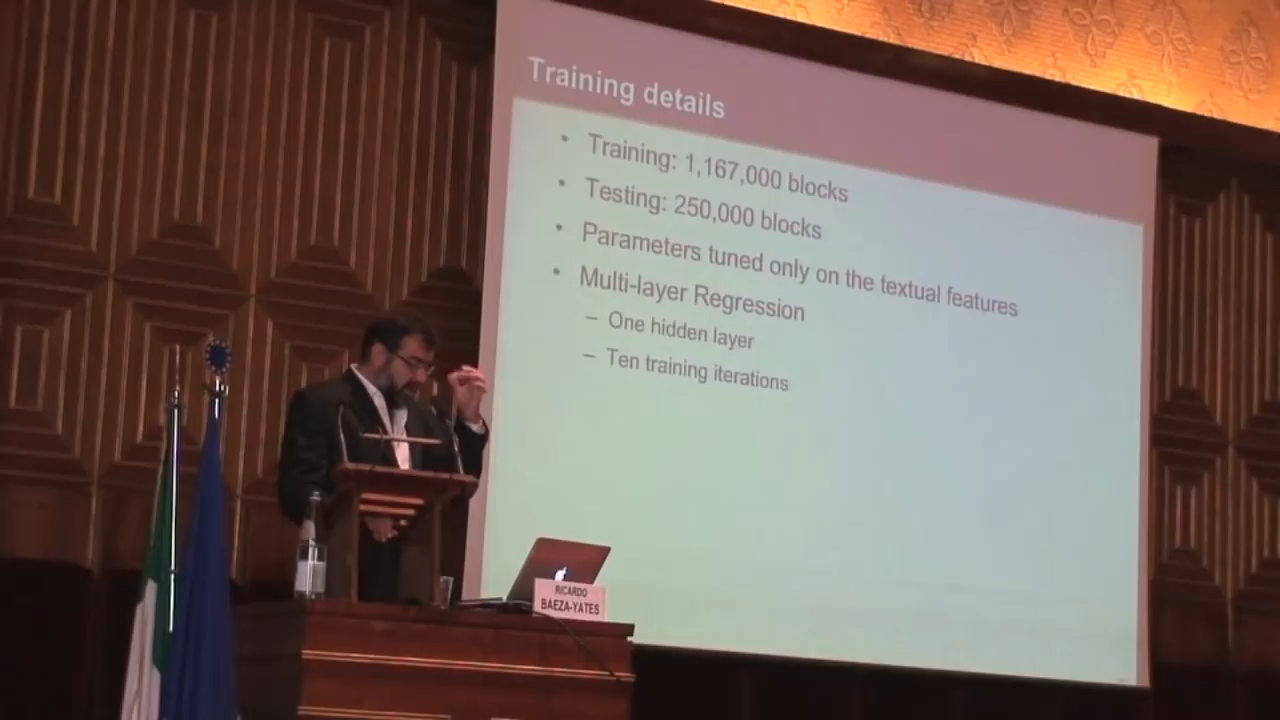 Training details
• Training: 1,167,000 blocks
• Testing: 250,000 blocks
• Parameters tuned only on the textual features
• Multi-layer Regression
– One hidden layer
– Ten training iterations
RICARDO
BAEZA-YATES